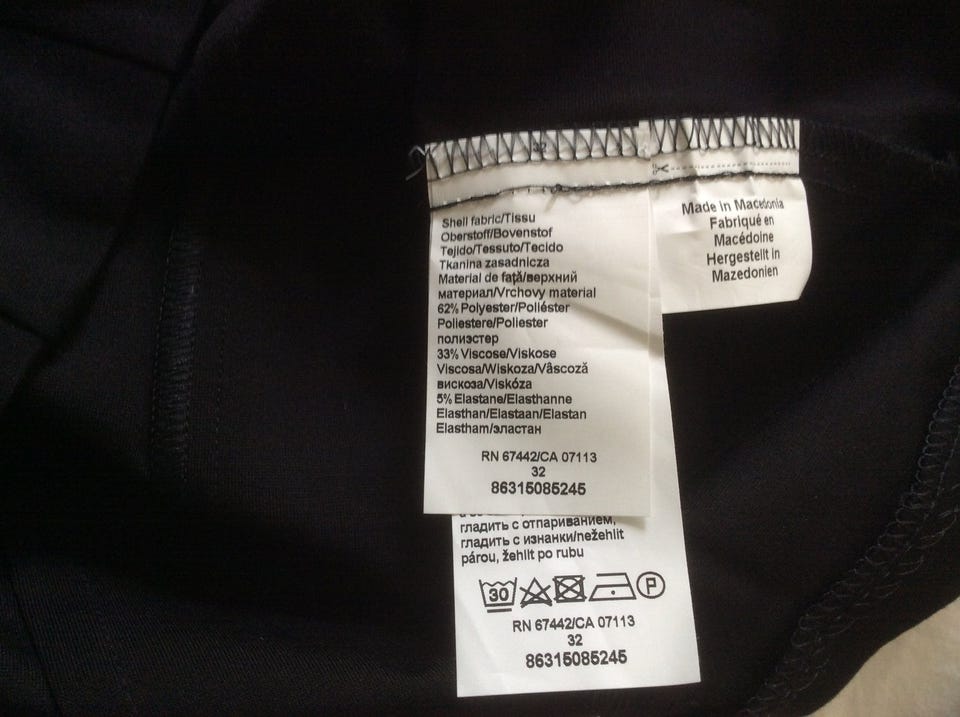 32
Shell fabric/Tissu
Oberstoff/Bovenstof
Tejido/Tessuto/Tecido
Tkanina zasadnicza
Material de faţă/верхний
материал/Vrchovy material
62% Polyester/Poliéster
Poliestere/Poliester
полиэстер
33% Viscose/Viskose
Viscosa/Wiskoza/Vâscoză
вискоза/Viskóza
5% Elastane/Elasthanne
Elasthan/Elastaan/Elastan
Elastham/эластан
RN 67442/CA 07113
32
86315085245
Made in Macedonia
Fabriqué en
Macédoine
Hergestellt in
Mazedonien
гладить с отпариванием,
гладить с изнанки/nežehlit
párou, žehlit po rubu
30 P
RN 67442/CA 07113
32
86315085245